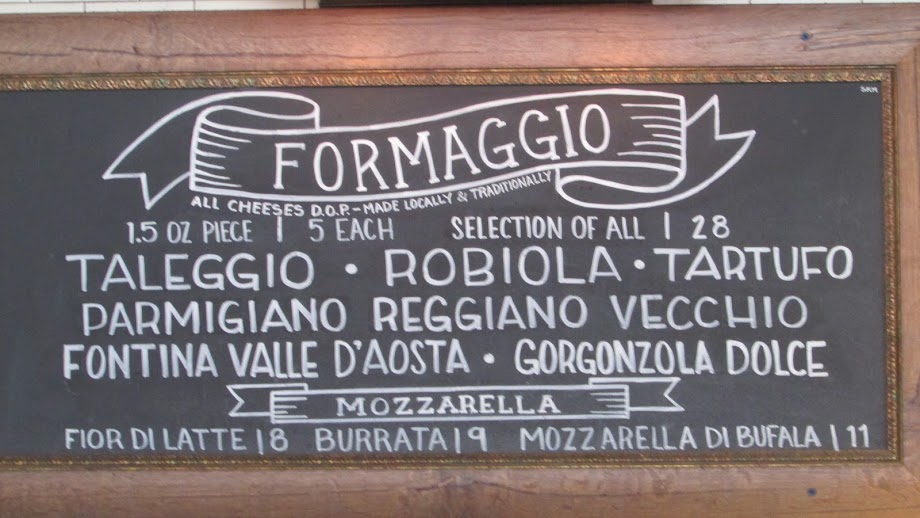 FORMAGGIO
ALL CHEESES D.O.P. - MADE LOCALLY & TRADITIONALLY
1.5 OZ PIECE | 5 EACH SELECTION OF ALL | 28
TALEGGIO • ROBIOLA • TARTUFO
PARMIGIANO REGGIANO VECCHIO
FONTINA VALLE D'AOSTA • GORGONZOLA DOLCE
MOZZARELLA
FIOR DI LATTE | 8 BURRATA | 9 MOZZARELLA DI BUFALA | 11